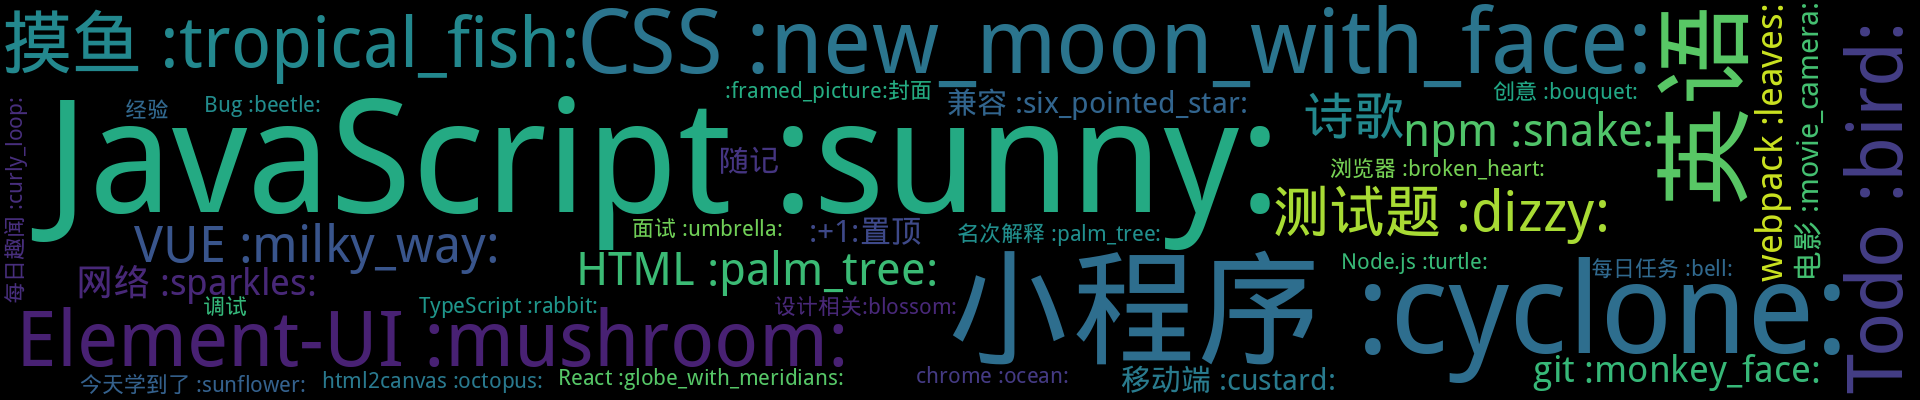 摸鱼 :tropical_fish:
CSS :new_moon_with_face:
JavaScript :sunny:
经验
Bug :beetle:
:framed_picture:封面
兼容 :six_pointed_star:
诗歌
创意 :bouquet:
npm :snake:
英语
webpack :leaves:
电影 :movie_camera:
Todo :bird:
每日趣闻 :curly_loop:
随记
浏览器 :broken_heart:
测试题 :dizzy:
VUE :milky_way:
面试 :umbrella:
:+1:置顶
名次解释 :palm_tree:
网络 :sparkles:
HTML :palm_tree:
小程序 :cyclone:
Node.js :turtle:
每日任务 :bell:
调试
TypeScript :rabbit:
设计相关:blossom:
Element-UI :mushroom:
今天学到了 :sunflower:
html2canvas :octopus:
React :globe_with_meridians:
chrome :ocean:
移动端 :custard:
git :monkey_face: